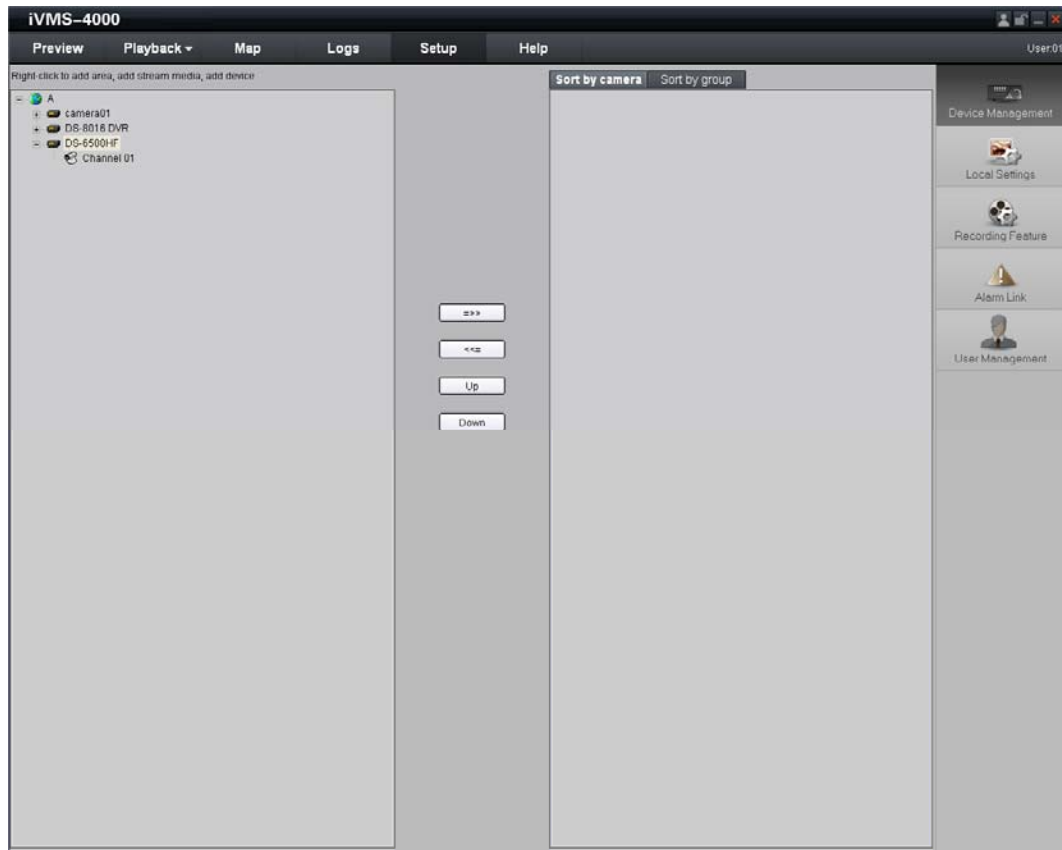 iVMS-4000
Preview Playback Map Logs Setup Help User:01
Right-click to add area, add stream media, add device
Sort by camera Sort by group
A
camera01
DS-8016 DVR
DS-6500HF
Channel 01
=>>
<<=
Up
Down
Device Management
Local Settings
Recording Feature
Alarm Link
User Management